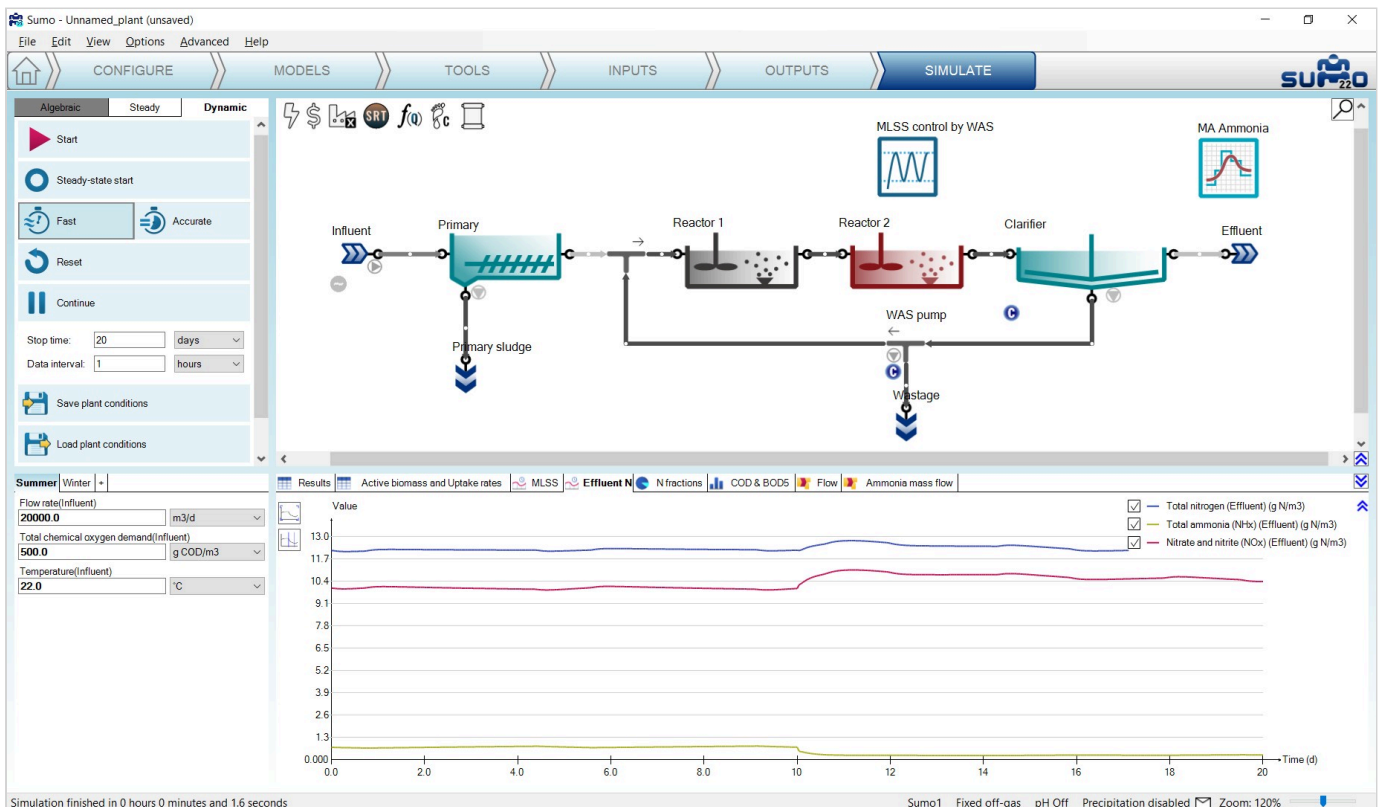 Sumo - Unnamed_plant (unsaved)
File Edit View Options Advanced Help
CONFIGURE MODELS TOOLS INPUTS OUTPUTS SIMULATE
SUMO 22
Algebraic Steady Dynamic
Start
Steady-state start
Fast Accurate
Reset
Continue
Stop time: 20 days
Data interval: 1 hours
Save plant conditions
Load plant conditions
$ SRT f(Q) C
MLSS control by WAS
MA Ammonia
Influent
Primary
Reactor 1
Reactor 2
Clarifier
Effluent
WAS pump
C
C
Primary sludge
Wastage
Summer Winter +
Flow rate(Influent)
20000.0 m3/d
Total chemical oxygen demand(Influent)
500.0 g COD/m3
Temperature(Influent)
22.0 °C
Results Active biomass and Uptake rates MLSS Effluent N N fractions COD & BOD5 Flow Ammonia mass flow
Value
Total nitrogen (Effluent) (g N/m3)
Total ammonia (NHx) (Effluent) (g N/m3)
Nitrate and nitrite (NOx) (Effluent) (g N/m3)
13.0
11.7
10.4
9.1
7.8
6.5
5.2
3.9
2.6
1.3
0.000
0.0 2.0 4.0 6.0 8.0 10 12 14 16 18 20
Time (d)
Simulation finished in 0 hours 0 minutes and 1.6 seconds
Sumo1 Fixed off-gas pH Off Precipitation disabled Zoom: 120%